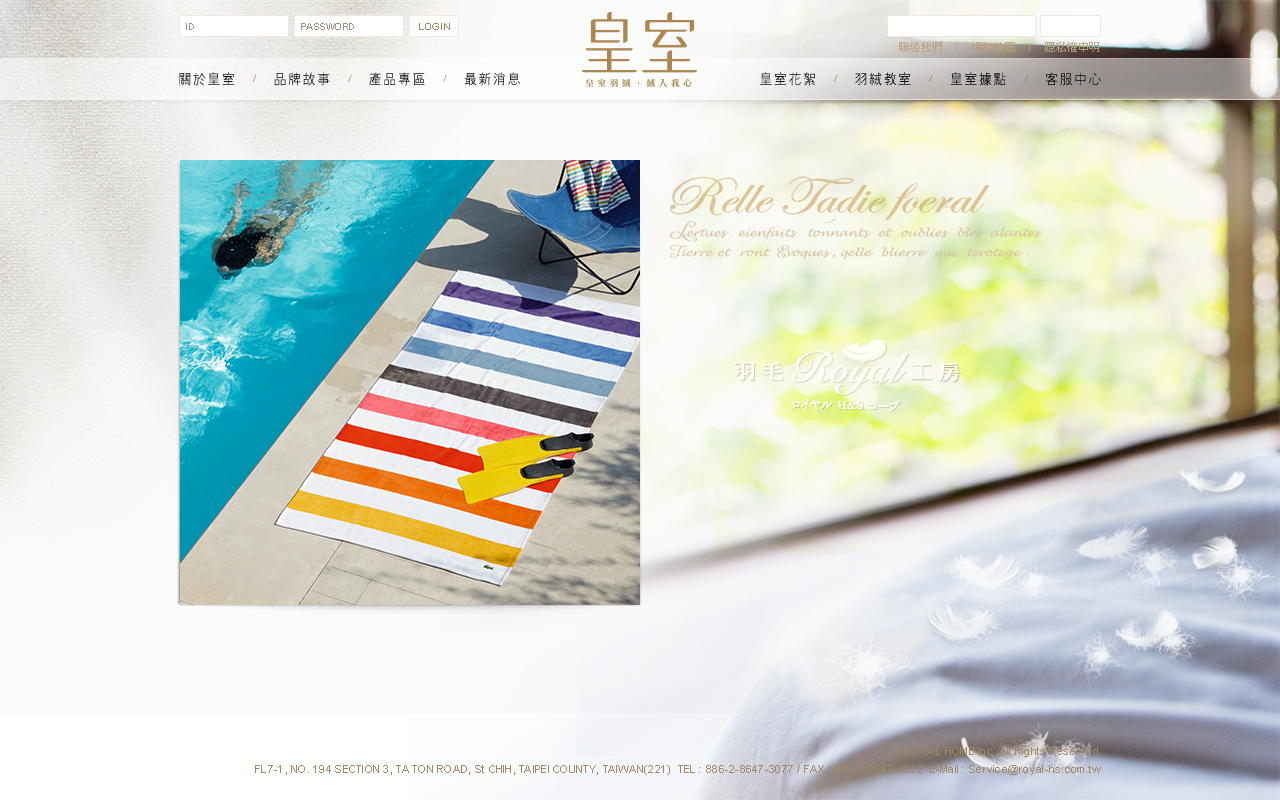 ID PASSWORD LOGIN
皇室
皇室羽絨·絨入我心
聯絡我們 | 網站地圖 | 隱私權申明
關於皇室 / 品牌故事 / 產品專區 / 最新消息
皇室花絮 / 羽絨教室 / 皇室據點 / 客服中心
Relle Tadie foeral
Lertues eienfaits tonnants et oublies bles alantes
Tierre et ront Evoques, qelle blierre qui terotege .
羽毛 Royal 工房
ロイヤル H&S コープ
ROYAL HOME Inc. All Rights Reserved.
FL7-1, NO. 194 SECTION 3, TA TON ROAD, St CHIH, TAIPEI COUNTY, TAIWAN(221) TEL : 886-2-8647-3077 / FAX E-Mail : Service@royal-hs.com.tw